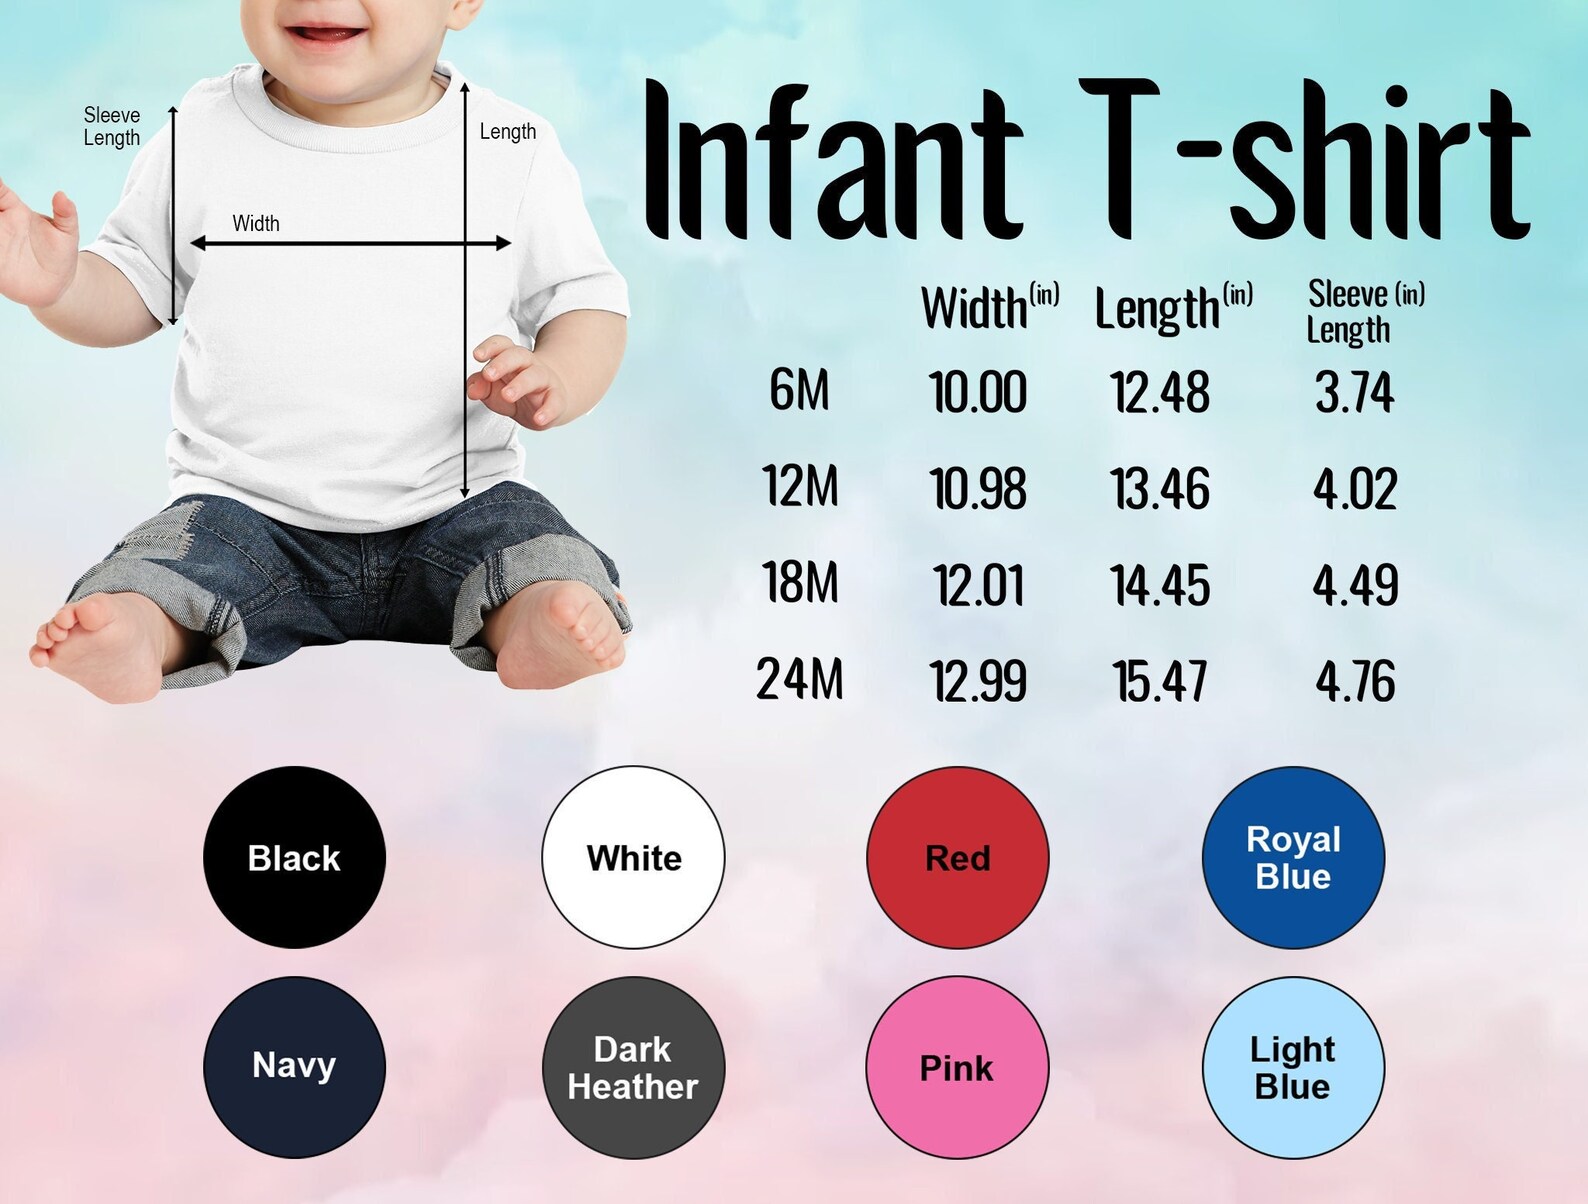 Infant T-shirt
Sleeve
Length
Length
Width
Width(in) Length(in) Sleeve (in)
Length
6M 10.00 12.48 3.74
12M 10.98 13.46 4.02
18M 12.01 14.45 4.49
24M 12.99 15.47 4.76
Black White Red Royal
Blue
Navy Dark
Heather Pink Light
Blue